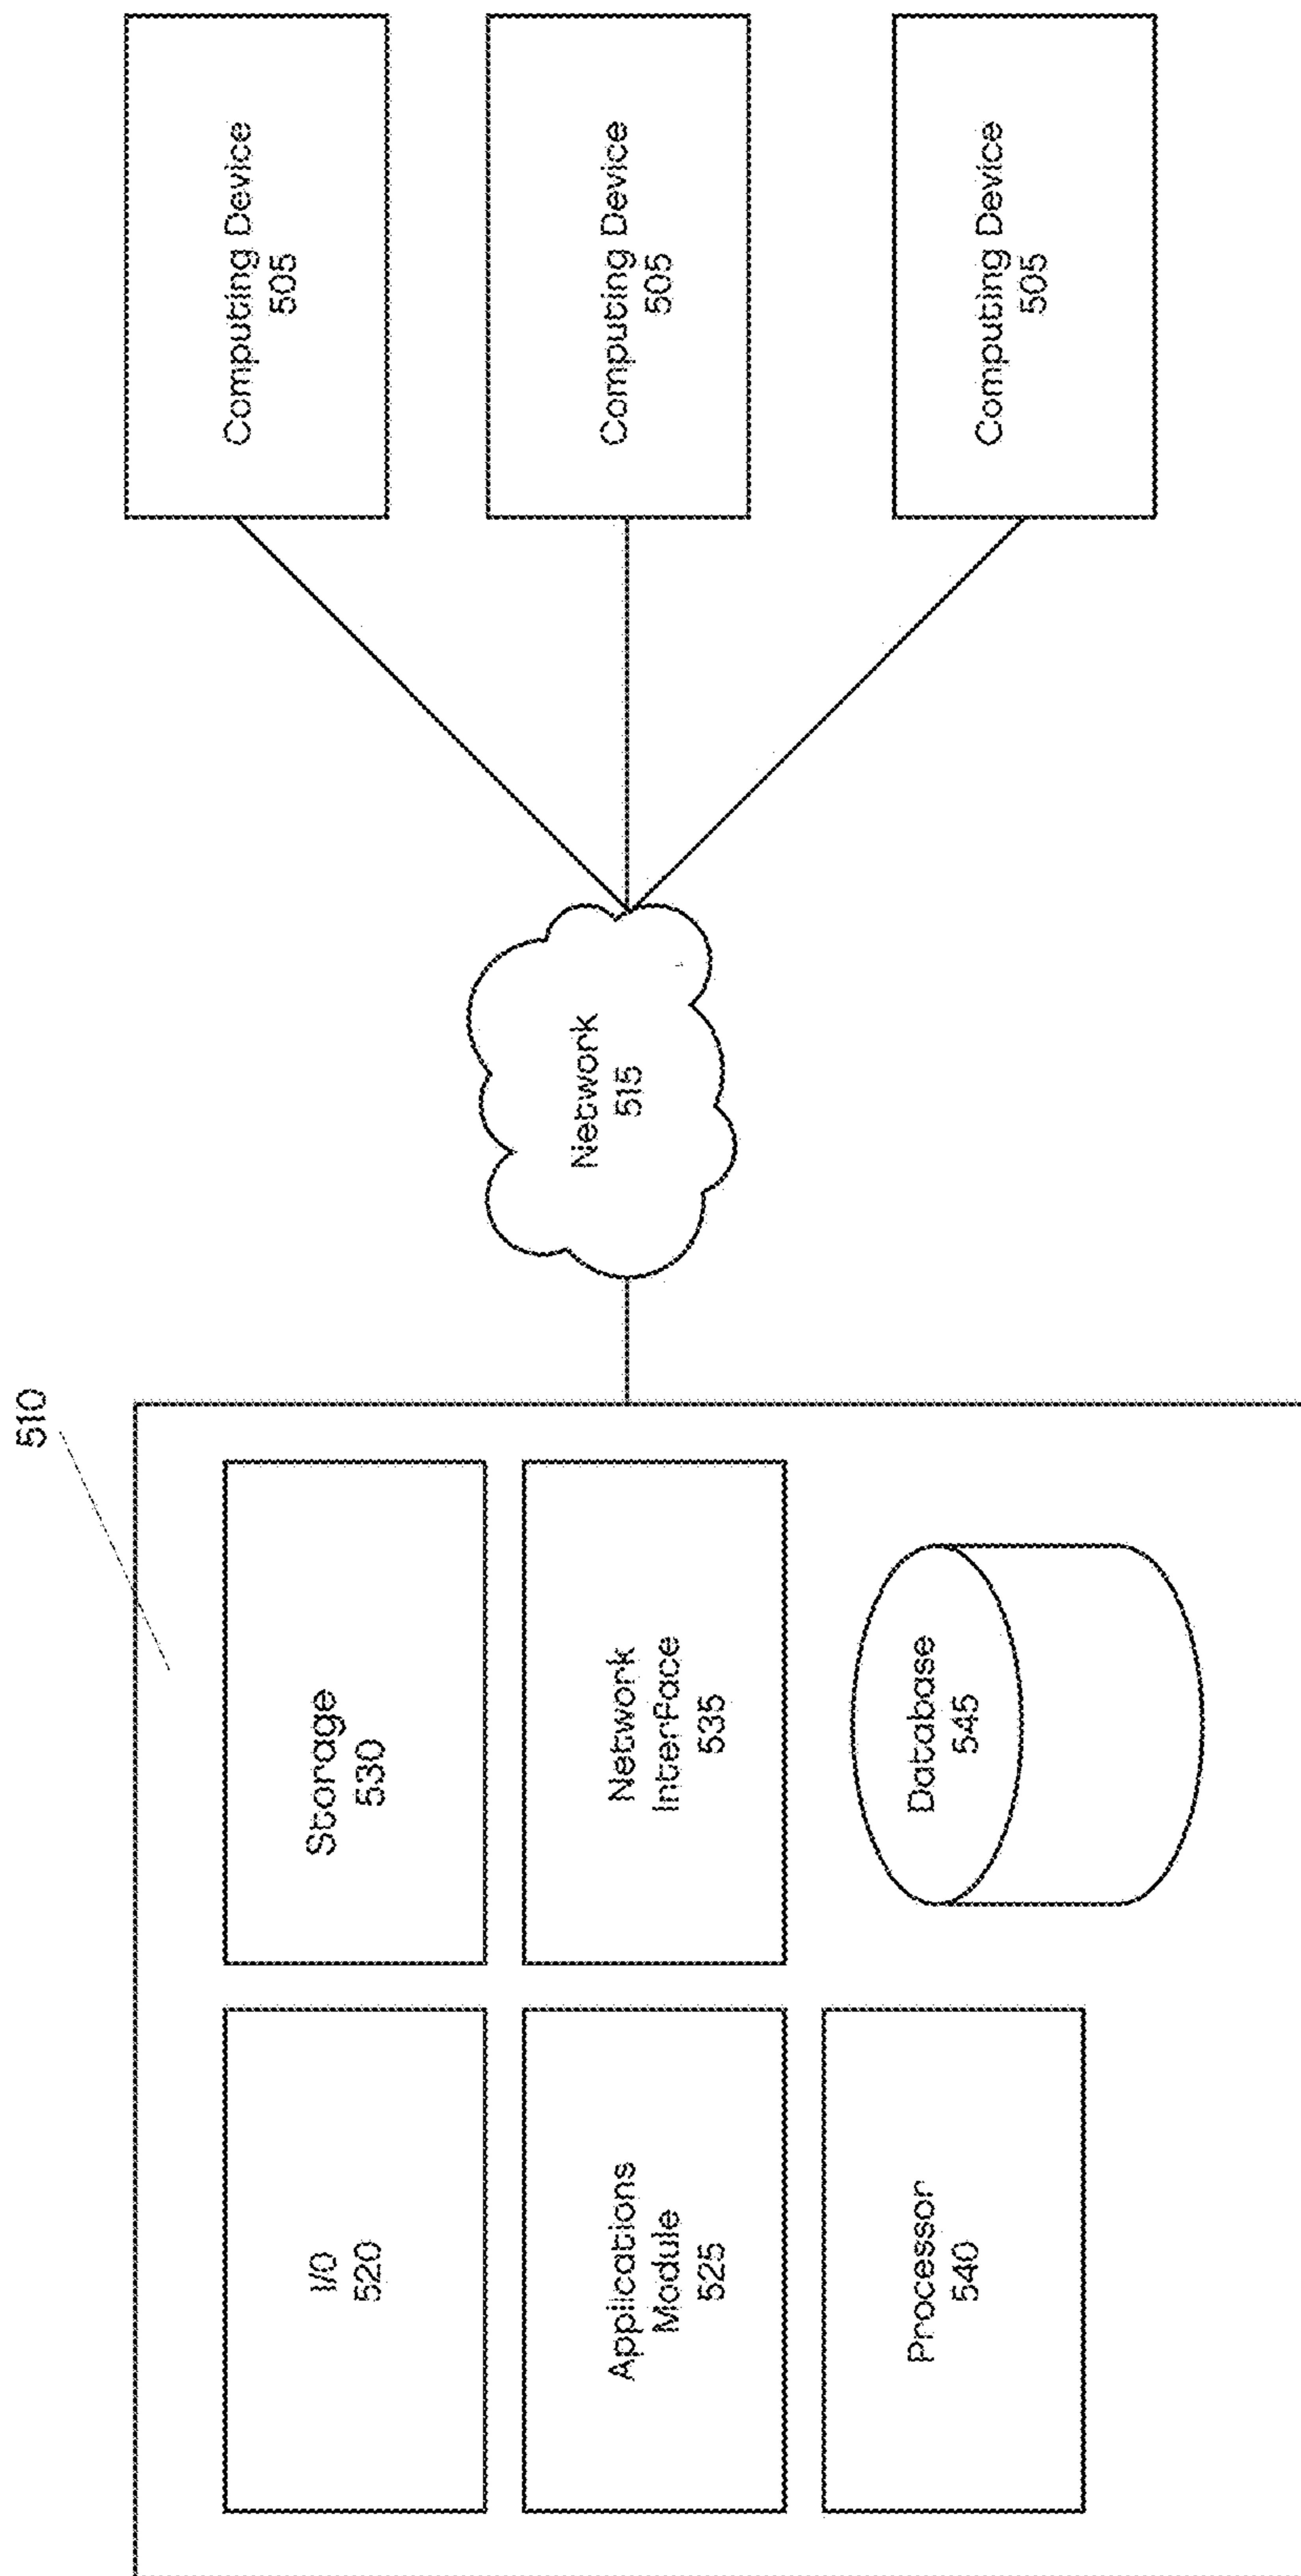 510
I/O
520
Storage
530
Applications
Module
525
Network
Interface
535
Processor
540
Database
545
Network
515
Computing Device
505
Computing Device
505
Computing Device
505